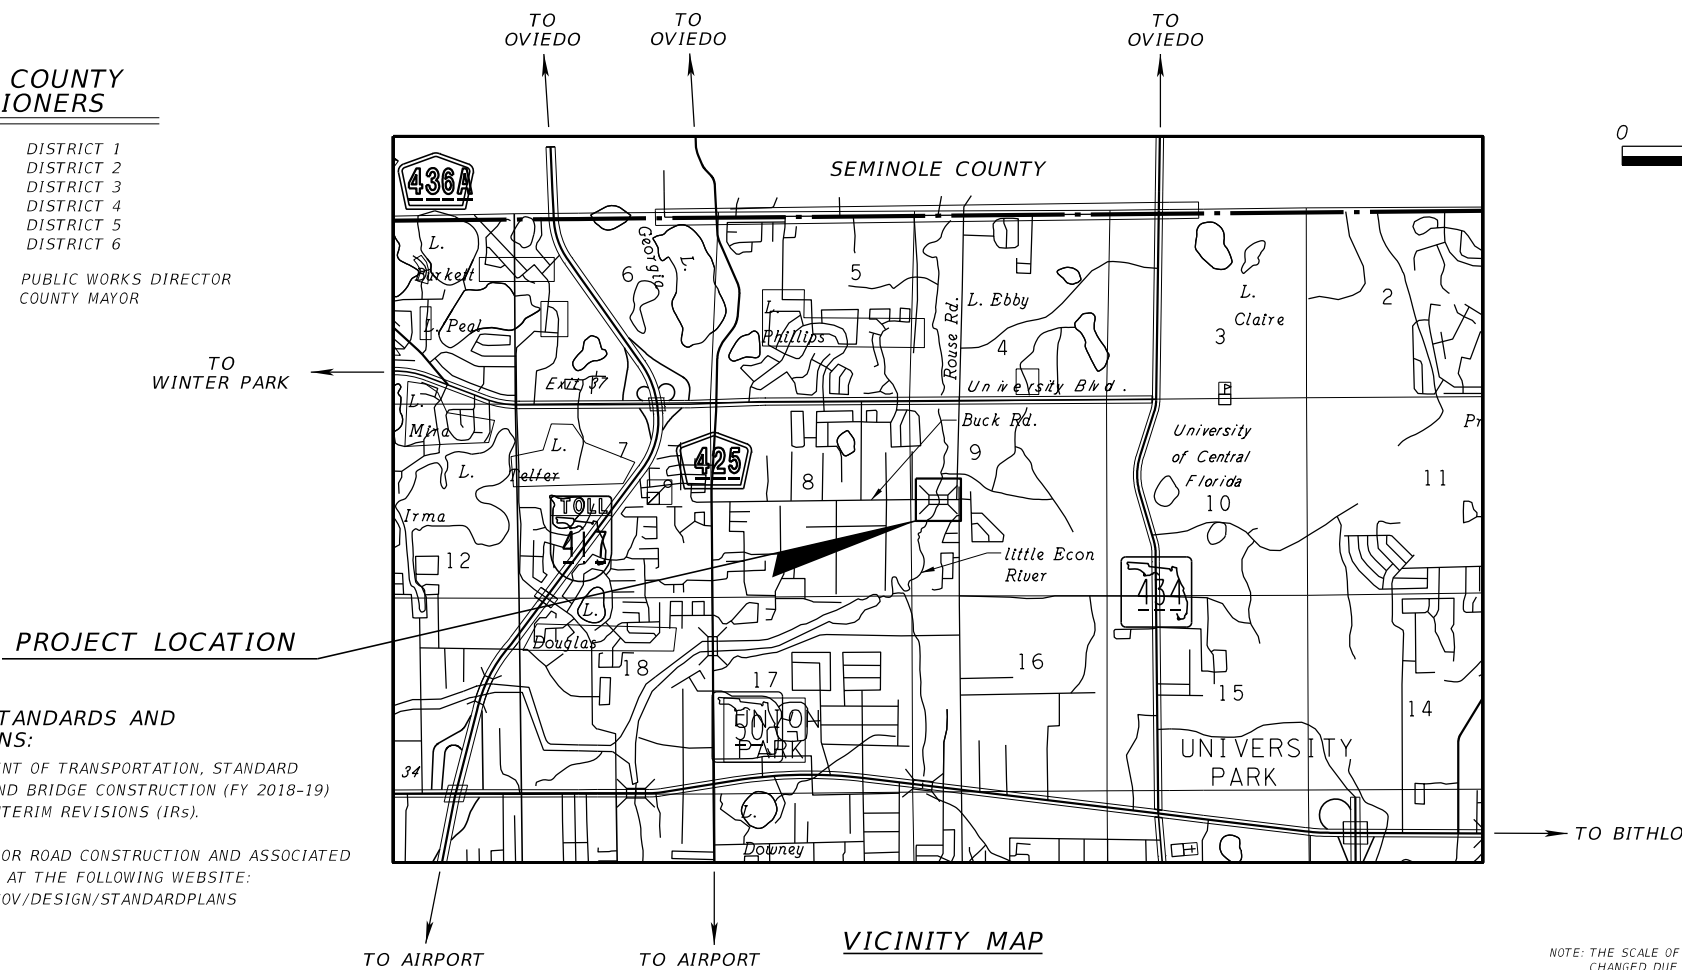 TO
OVIEDO
TO
OVIEDO
TO
OVIEDO
COUNTY
IONERS
DISTRICT 1
DISTRICT 2
DISTRICT 3
DISTRICT 4
DISTRICT 5
DISTRICT 6
PUBLIC WORKS DIRECTOR
COUNTY MAYOR
0
SEMINOLE COUNTY
436A
L.
Burkett
Georgia
L.
6
5
L. Ebby
L.
Claire
2
L. Peal
L.
Phillips
Rouse Rd.
4
3
TO
WINTER PARK
Exit 37
University Blvd.
L.
Mira
L.
7
425
Buck Rd.
9
University
of Central
Florida
10
Pr
11
L.
Telfer
8
Irma
TOLL
417
12
little Econ
River
434
L.
Douglas
PROJECT LOCATION
18
17
16
15
14
UNION
PARK
50
UNIVERSITY
PARK
34
L.
Downey
TANDARDS AND
NS:
NT OF TRANSPORTATION, STANDARD
ND BRIDGE CONSTRUCTION (FY 2018-19)
NTERIM REVISIONS (IRs).
OR ROAD CONSTRUCTION AND ASSOCIATED
AT THE FOLLOWING WEBSITE:
OV/DESIGN/STANDARDPLANS
TO BITHLO
TO AIRPORT
TO AIRPORT
VICINITY MAP
NOTE: THE SCALE OF
CHANGED DUE